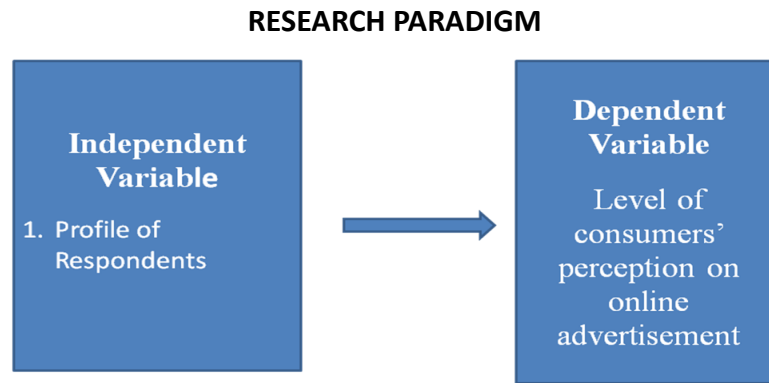 RESEARCH PARADIGM
Independent
Variable
1. Profile of
Respondents
Dependent
Variable
Level of
consumers’
perception on
online
advertisement